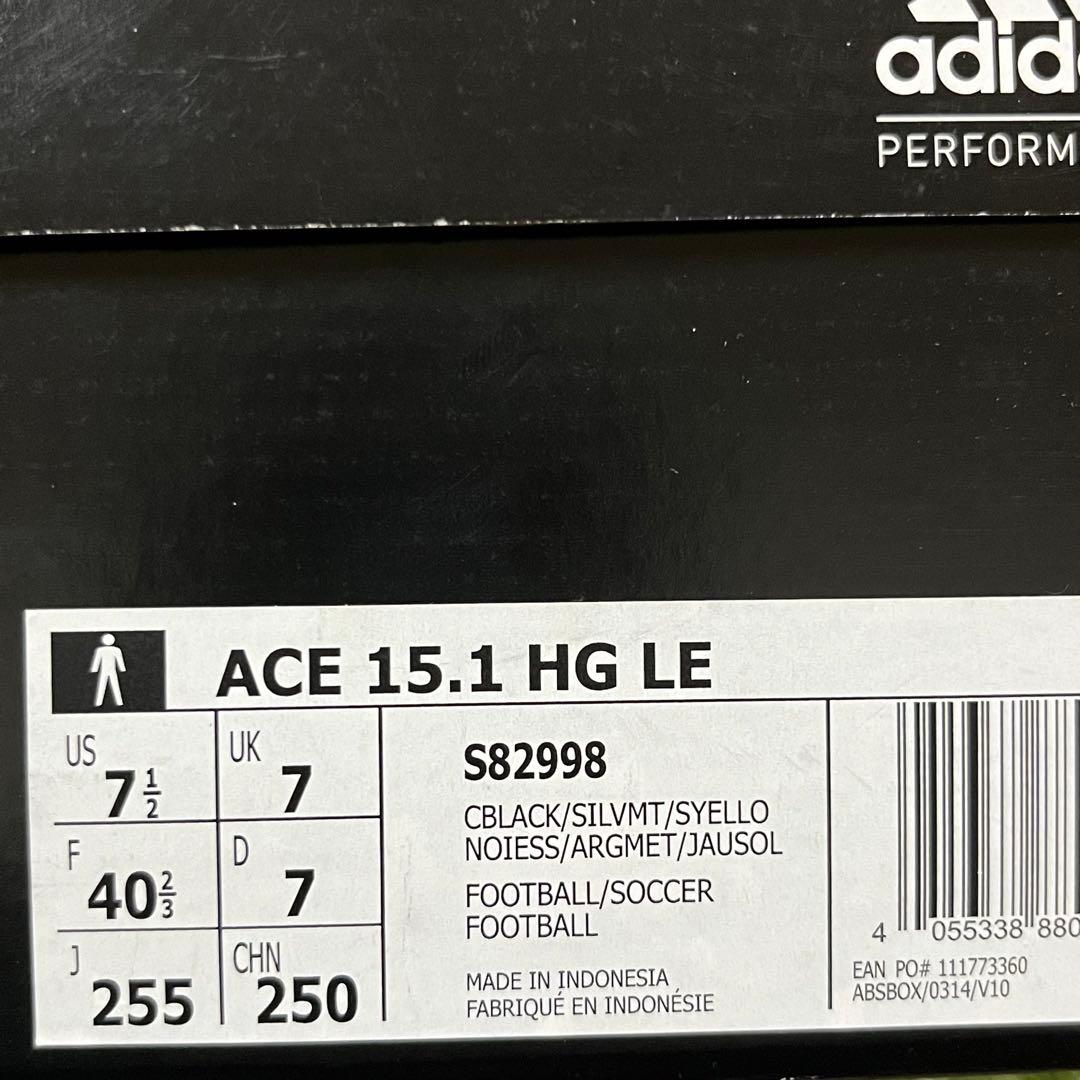 adid
PERFORM
ACE 15.1 HG LE
US
7 1/2
UK
7
F
40 2/3
D
7
J
255
CHN
250
S82998
CBLACK/SILVMT/SYELLO
NOIESS/ARGMET/JAUSOL
FOOTBALL/SOCCER
FOOTBALL
MADE IN INDONESIA
FABRIQUÉ EN INDONÉSIE
4 055338 880
EAN PO# 111773360
ABSBOX/0314/V10